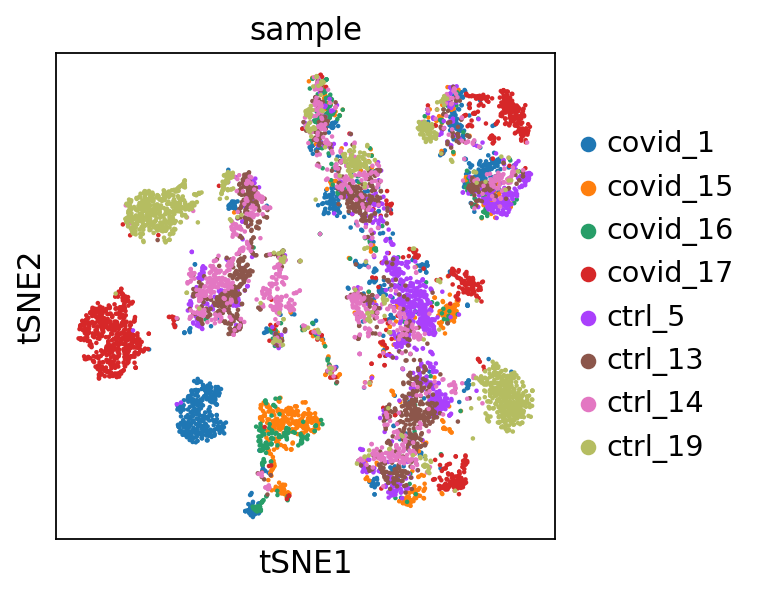 sample
covid_1
covid_15
covid_16
covid_17
ctrl_5
ctrl_13
ctrl_14
ctrl_19
tSNE2
tSNE1